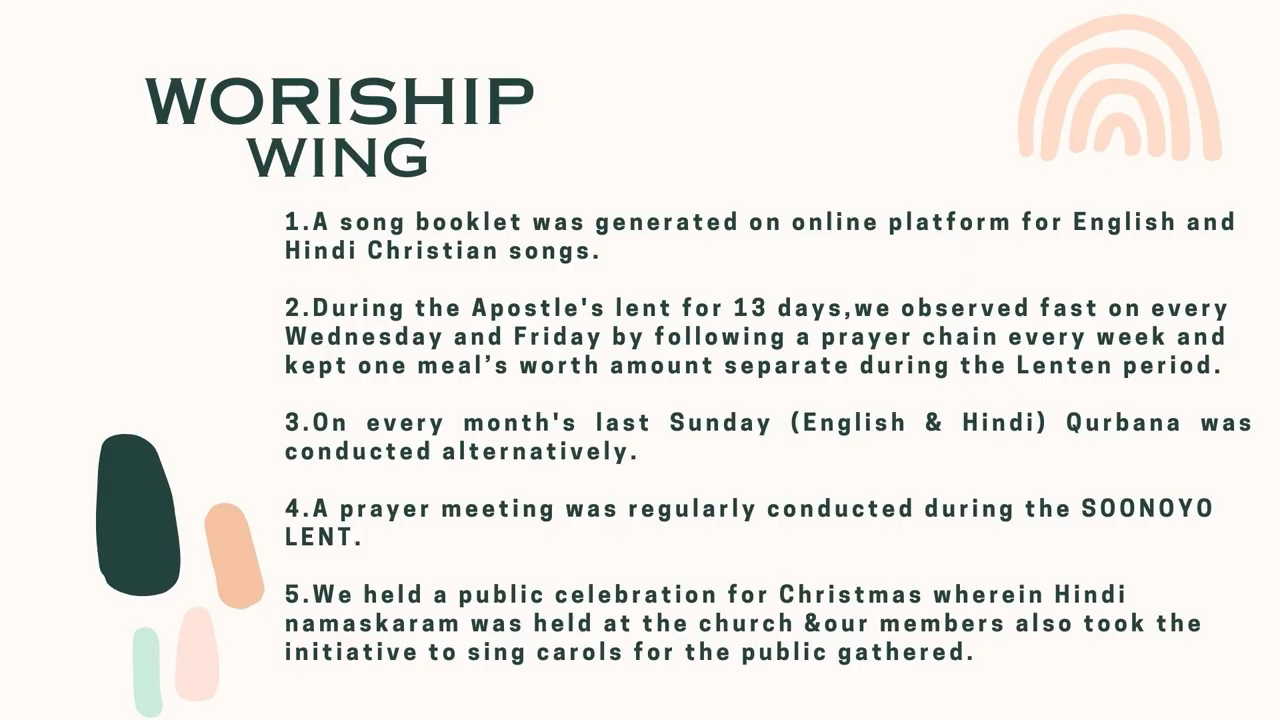 WORISHIP
WING
1.A song booklet was generated on online platform for English and
Hindi Christian songs.
2.During the Apostle's lent for 13 days,we observed fast on every
Wednesday and Friday by following a prayer chain every week and
kept one meal’s worth amount separate during the Lenten period.
3.On every month's last Sunday (English & Hindi) Qurbana was
conducted alternatively.
4.A prayer meeting was regularly conducted during the SOONOYO
LENT.
5.We held a public celebration for Christmas wherein Hindi
namaskaram was held at the church &our members also took the
initiative to sing carols for the public gathered.